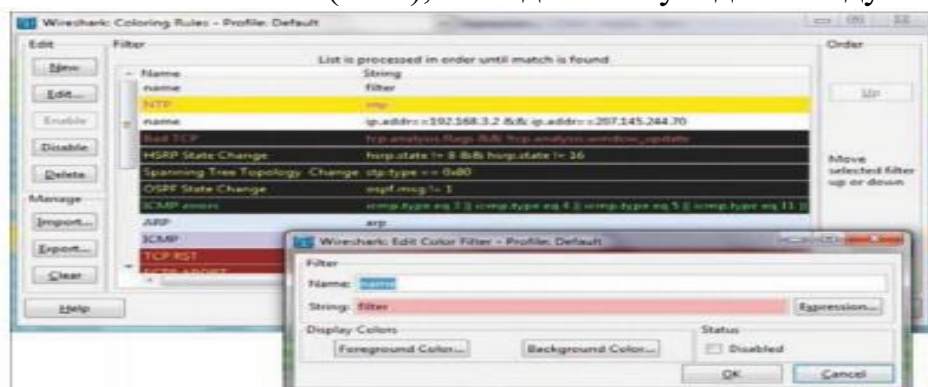 Wireshark: Coloring Rules - Profile: Default
Edit
Filter
Order
List is processed in order until match is found
New
Name String
name filter
Edit...
Up
NTP ntp
Enable
name ip.addr==192.168.3.2 && ip.addr==207.145.244.70
Bad TCP tcp.analysis.flags && !tcp.analysis.window_update
Disable
HSRP State Change hsrp.state != 8 && hsrp.state != 16
Move
selected filter
up or down
Delete
Spanning Tree Topology Change stp.type == 0x80
OSPF State Change ospf.msg != 1
Manage
ICMP errors icmp.type eq 3 || icmp.type eq 4 || icmp.type eq 5 || icmp.type eq 11 ||
Import...
ARP arp
ICMP
Export...
TCP RST
Clear
Help
Wireshark: Edit Color Filter - Profile: Default
Filter
Name: name
String: filter
Expression...
Display Colors
Status
Foreground Color...
Background Color...
Disabled
OK
Cancel